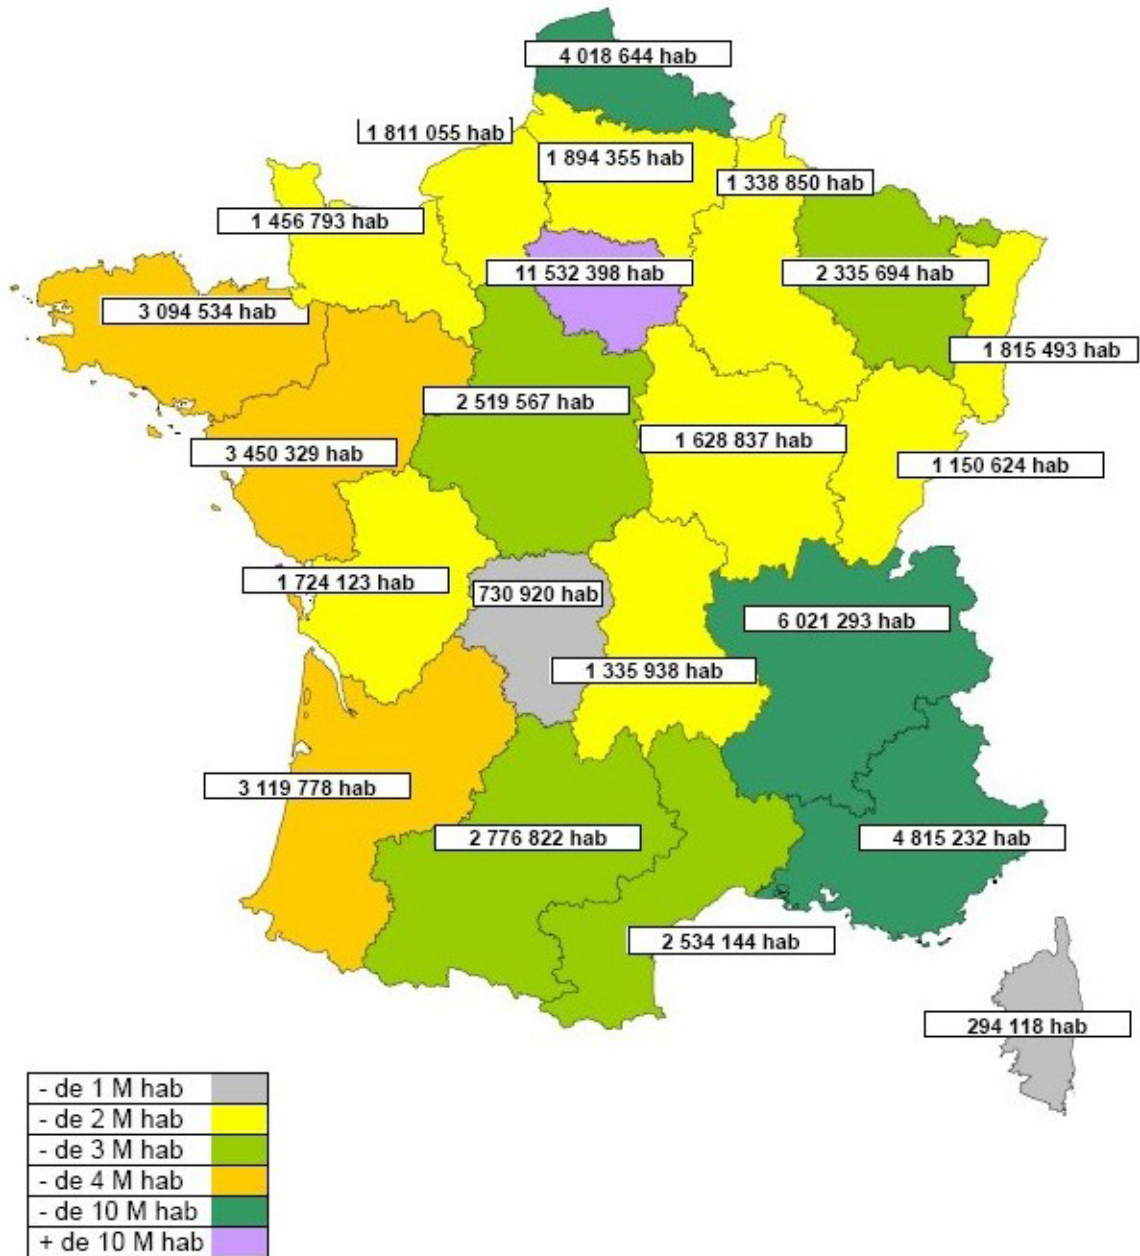 4 018 644 hab
1 811 055 hab
1 894 355 hab
1 338 850 hab
1 456 793 hab
11 532 398 hab
2 335 694 hab
3 094 534 hab
1 815 493 hab
2 519 567 hab
1 628 837 hab
3 450 329 hab
1 150 624 hab
1 724 123 hab
730 920 hab
6 021 293 hab
1 335 938 hab
3 119 778 hab
2 776 822 hab
4 815 232 hab
2 534 144 hab
294 118 hab
- de 1 M hab
- de 2 M hab
- de 3 M hab
- de 4 M hab
- de 10 M hab
+ de 10 M hab